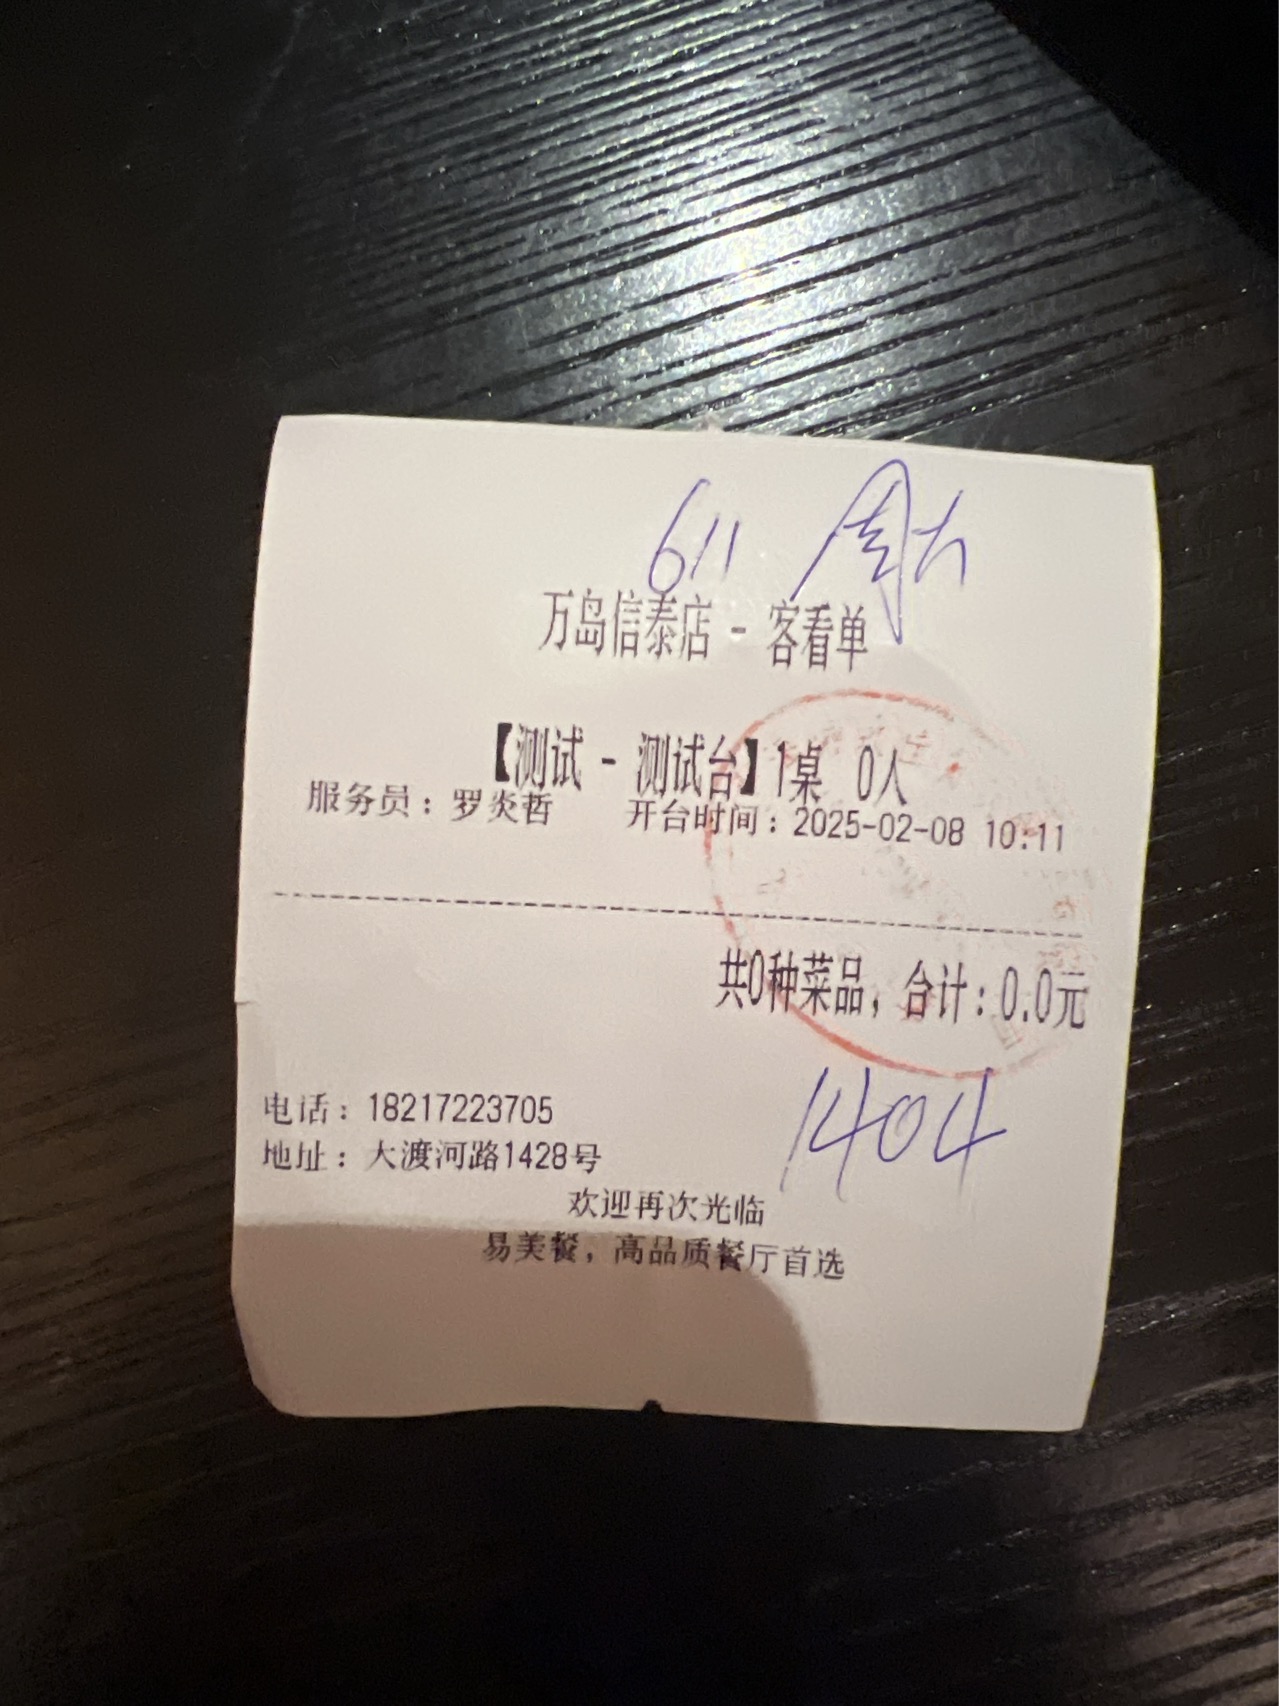 611 周六
万岛信泰店 - 客看单
【测试 - 测试台】1桌 0人
服务员：罗炎哲 开台时间：2025-02-08 10:11
共0种菜品，合计：0.0元
1404
电话：18217223705
地址：大渡河路1428号
欢迎再次光临
易美餐，高品质餐厅首选